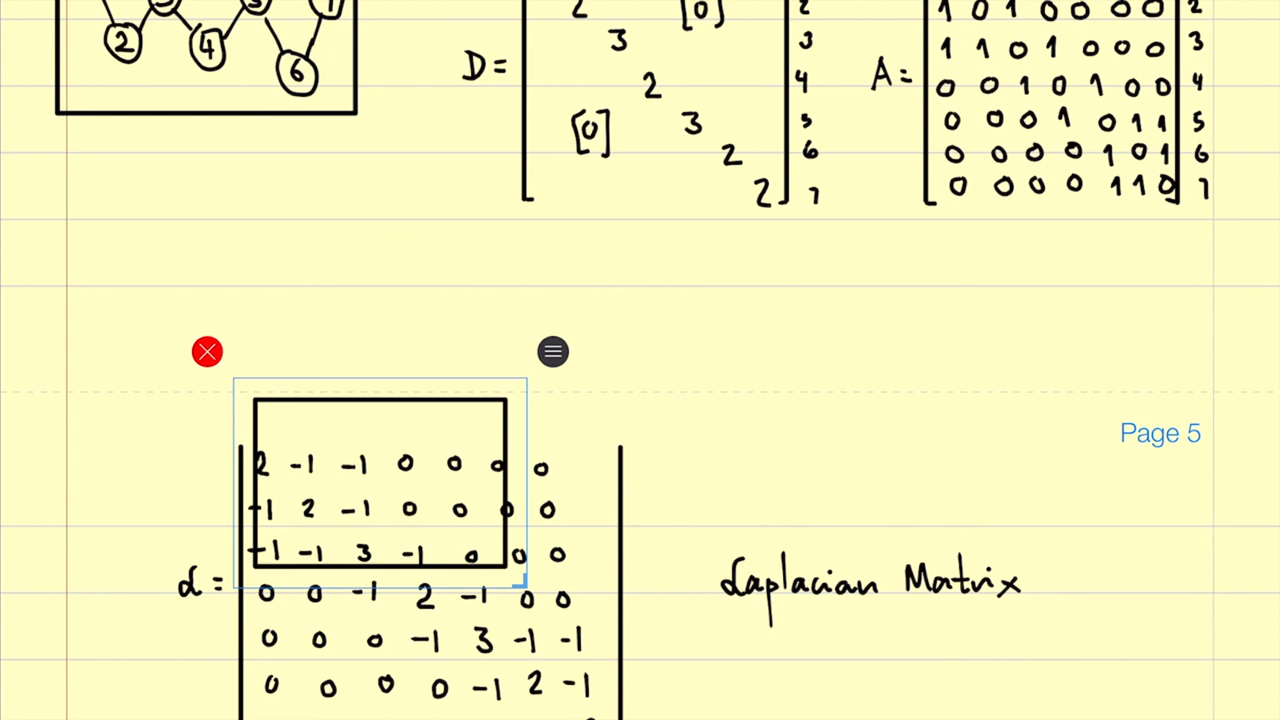 2 [0] 2
1 0 1 0 0 0 0 2
2 4 6
3 3
1 1 0 1 0 0 0 3
D =
A =
2 4
0 0 1 0 1 0 0 4
[0] 3 5
0 0 0 1 0 1 1 5
2 6
0 0 0 0 1 0 1 6
2 7
0 0 0 0 1 1 0 7
Page 5
2 -1 -1 0 0 0 0
-1 2 -1 0 0 0 0
-1 -1 3 -1 0 0 0
L =
Laplacian Matrix
0 0 -1 2 -1 0 0
0 0 0 -1 3 -1 -1
0 0 0 0 -1 2 -1